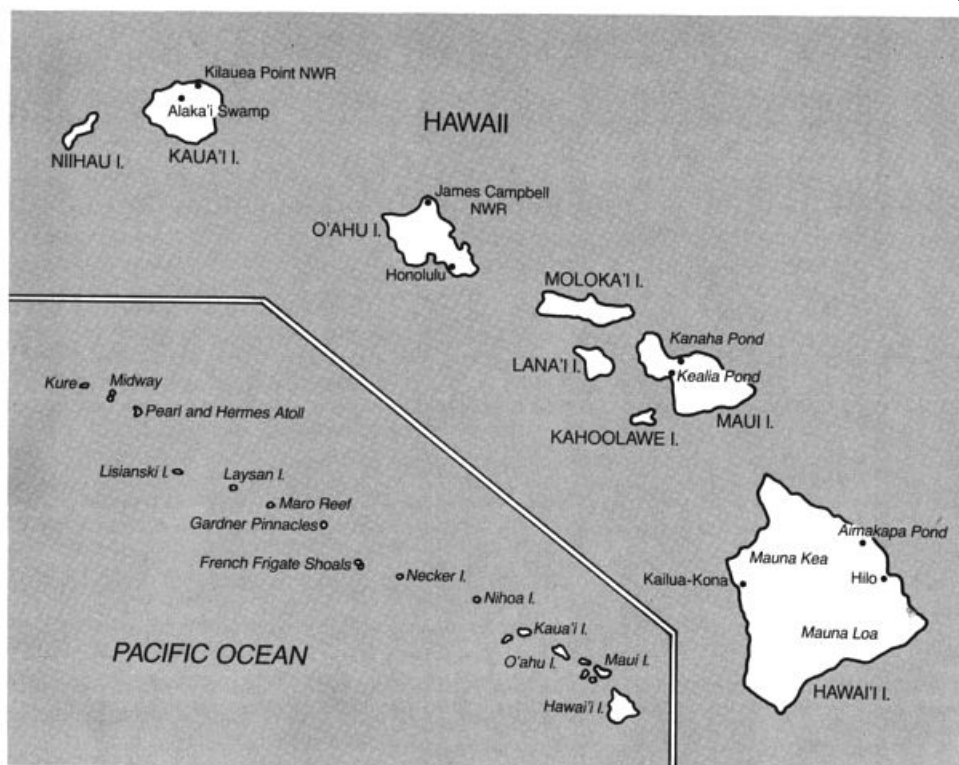 Kilauea Point NWR
Alaka'i Swamp
NIIHAU I.
KAUA'I I.
HAWAII
James Campbell
NWR
O'AHU I.
Honolulu
MOLOKA'I I.
Kanaha Pond
LANA'I I.
Kealia Pond
KAHOOLAWE I.
MAUI I.
Kure
Midway
Pearl and Hermes Atoll
Lisianski I.
Laysan I.
Maro Reef
Gardner Pinnacles
French Frigate Shoals
Necker I.
Nihoa I.
Kaua'i I.
O'ahu I.
Maui I.
Hawai'i I.
PACIFIC OCEAN
Aimakapa Pond
Mauna Kea
Kailua-Kona
Hilo
Mauna Loa
HAWAI'I I.